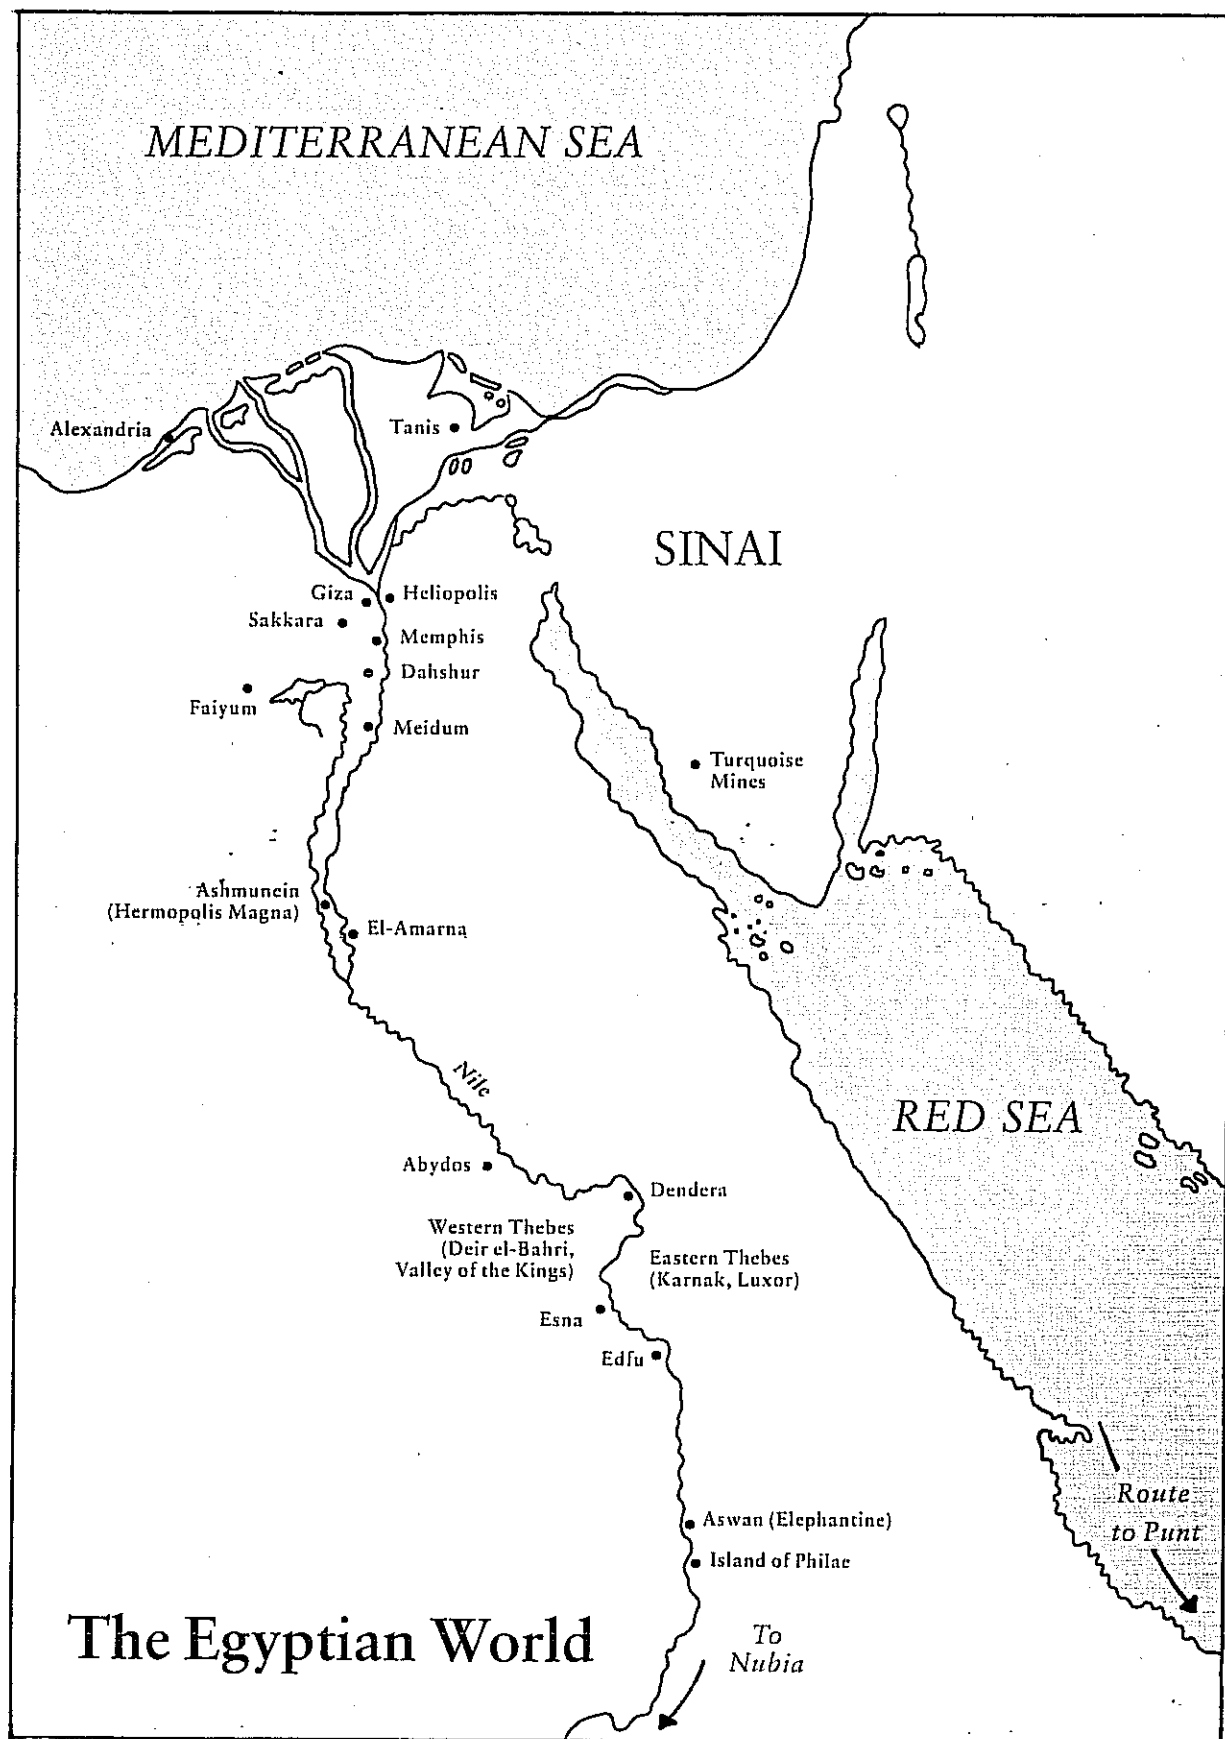 MEDITERRANEAN SEA
Alexandria
Tanis
SINAI
Giza
Heliopolis
Sakkara
Memphis
Dahshur
Faiyum
Meidum
Turquoise
Mines
Ashmunein
(Hermopolis Magna)
El-Amarna
Nile
RED SEA
Abydos
Dendera
Western Thebes
(Deir el-Bahri,
Valley of the Kings)
Eastern Thebes
(Karnak, Luxor)
Esna
Edfu
Route
to Punt
Aswan (Elephantine)
Island of Philae
The Egyptian World
To
Nubia